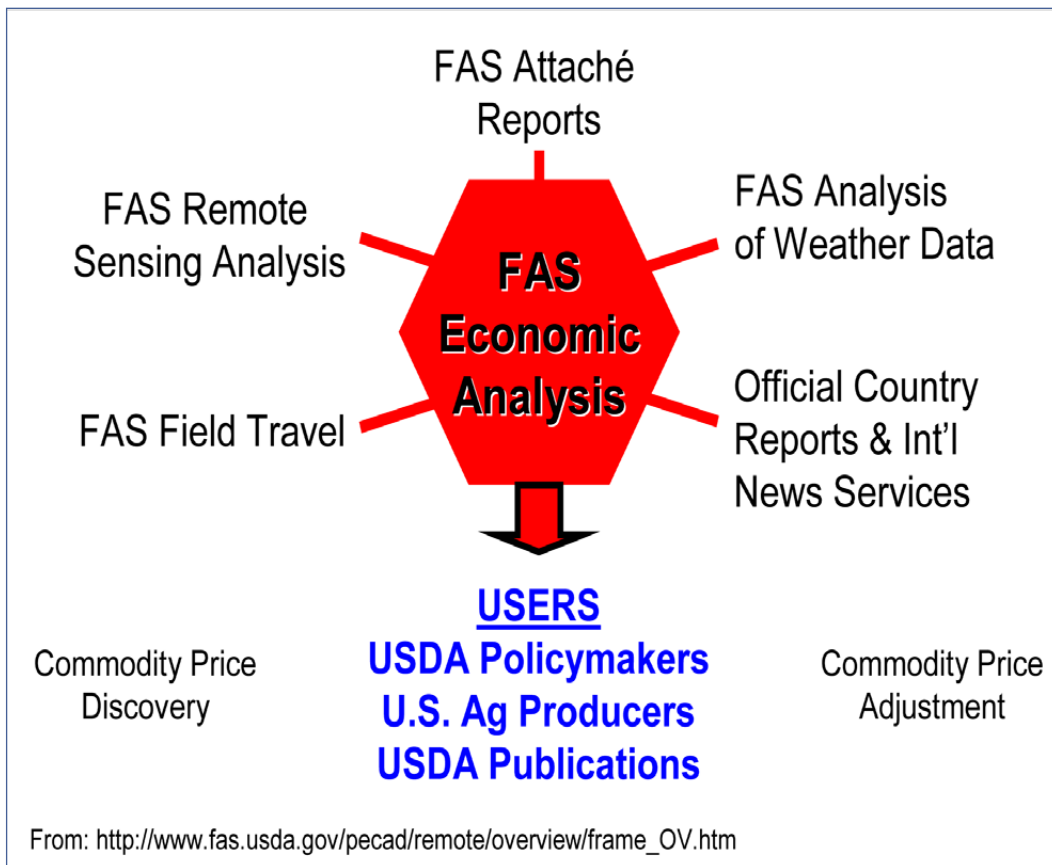 FAS Attaché
Reports
FAS Remote
Sensing Analysis
FAS Analysis
of Weather Data
FAS
Economic
Analysis
FAS Field Travel
Official Country
Reports & Int'l
News Services
USERS
USDA Policymakers
U.S. Ag Producers
USDA Publications
Commodity Price
Discovery
Commodity Price
Adjustment
From: http://www.fas.usda.gov/pecad/remote/overview/frame_OV.htm